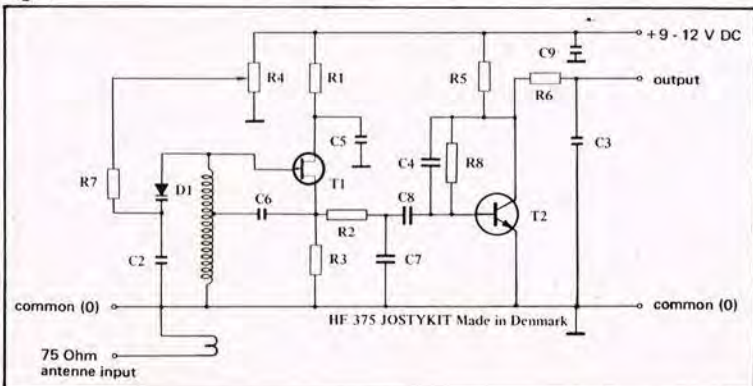 +9 - 12 V DC
C9
R4
R1
R5
output
R6
C5
C4
R8
C3
R7
D1
T1
C6
C8
R2
T2
C2
R3
C7
common (0)
common (0)
HF 375 JOSTYKIT Made in Denmark
75 Ohm
antenne input